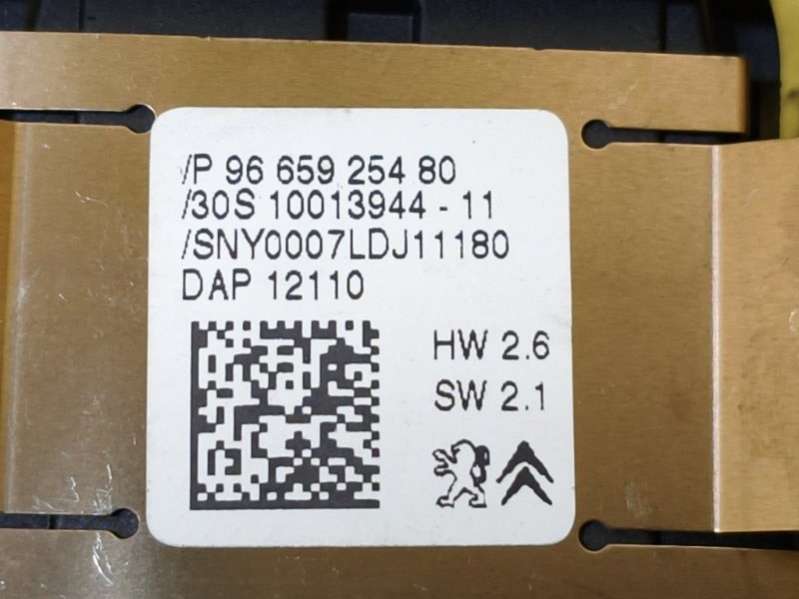 /P 96 659 254 80
/30S 10013944 - 11
/SNY0007LDJ11180
DAP 12110
HW 2.6
SW 2.1